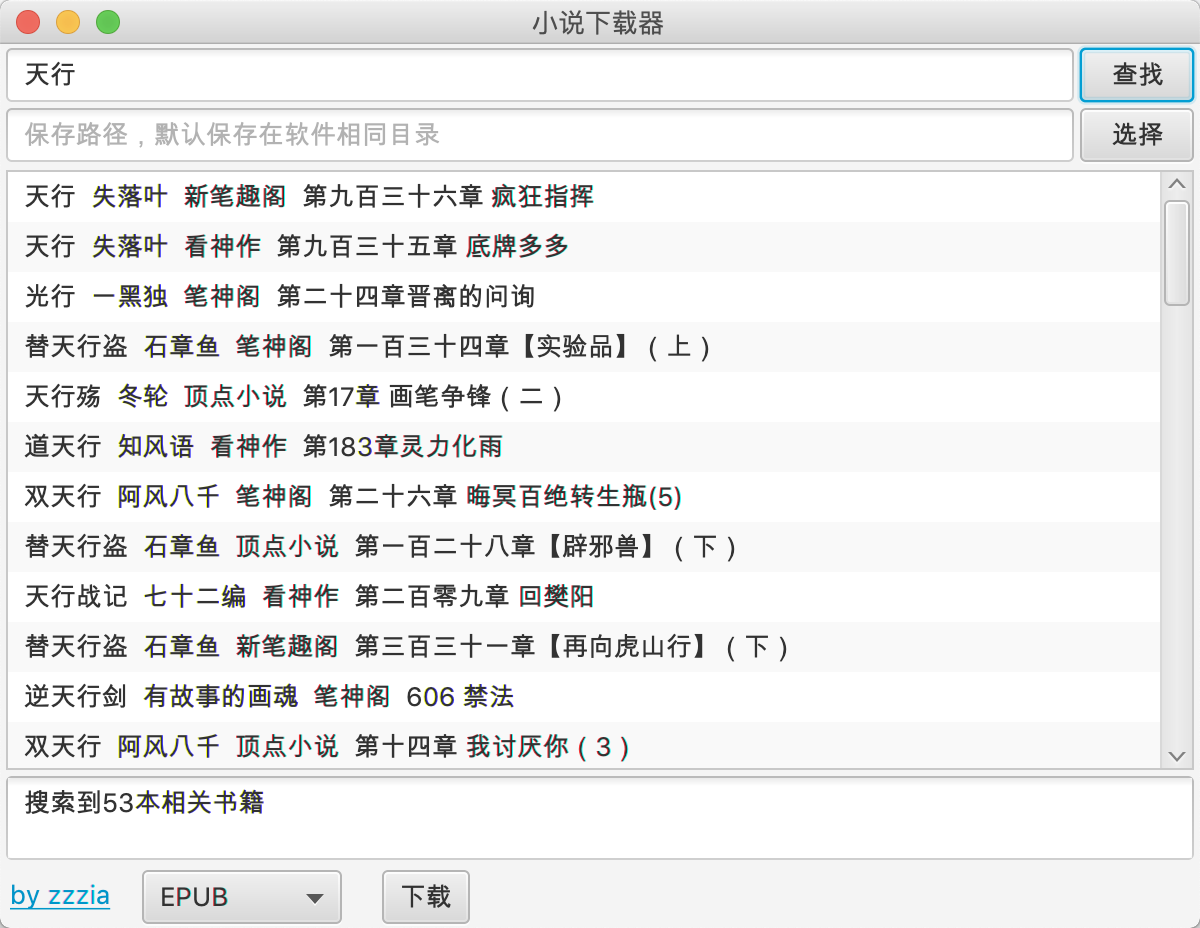 小说下载器
天行 查找
保存路径，默认保存在软件相同目录 选择
天行 失落叶 新笔趣阁 第九百三十六章 疯狂指挥
天行 失落叶 看神作 第九百三十五章 底牌多多
光行 一黑独 笔神阁 第二十四章晋离的问询
替天行盗 石章鱼 笔神阁 第一百三十四章【实验品】（上）
天行殇 冬轮 顶点小说 第17章 画笔争锋（二）
道天行 知风语 看神作 第183章灵力化雨
双天行 阿风八千 笔神阁 第二十六章 晦冥百绝转生瓶(5)
替天行盗 石章鱼 顶点小说 第一百二十八章【辟邪兽】（下）
天行战记 七十二编 看神作 第二百零九章 回樊阳
替天行盗 石章鱼 新笔趣阁 第三百三十一章【再向虎山行】（下）
逆天行剑 有故事的画魂 笔神阁 606 禁法
双天行 阿风八千 顶点小说 第十四章 我讨厌你（3）
搜索到53本相关书籍
by zzzia EPUB 下载